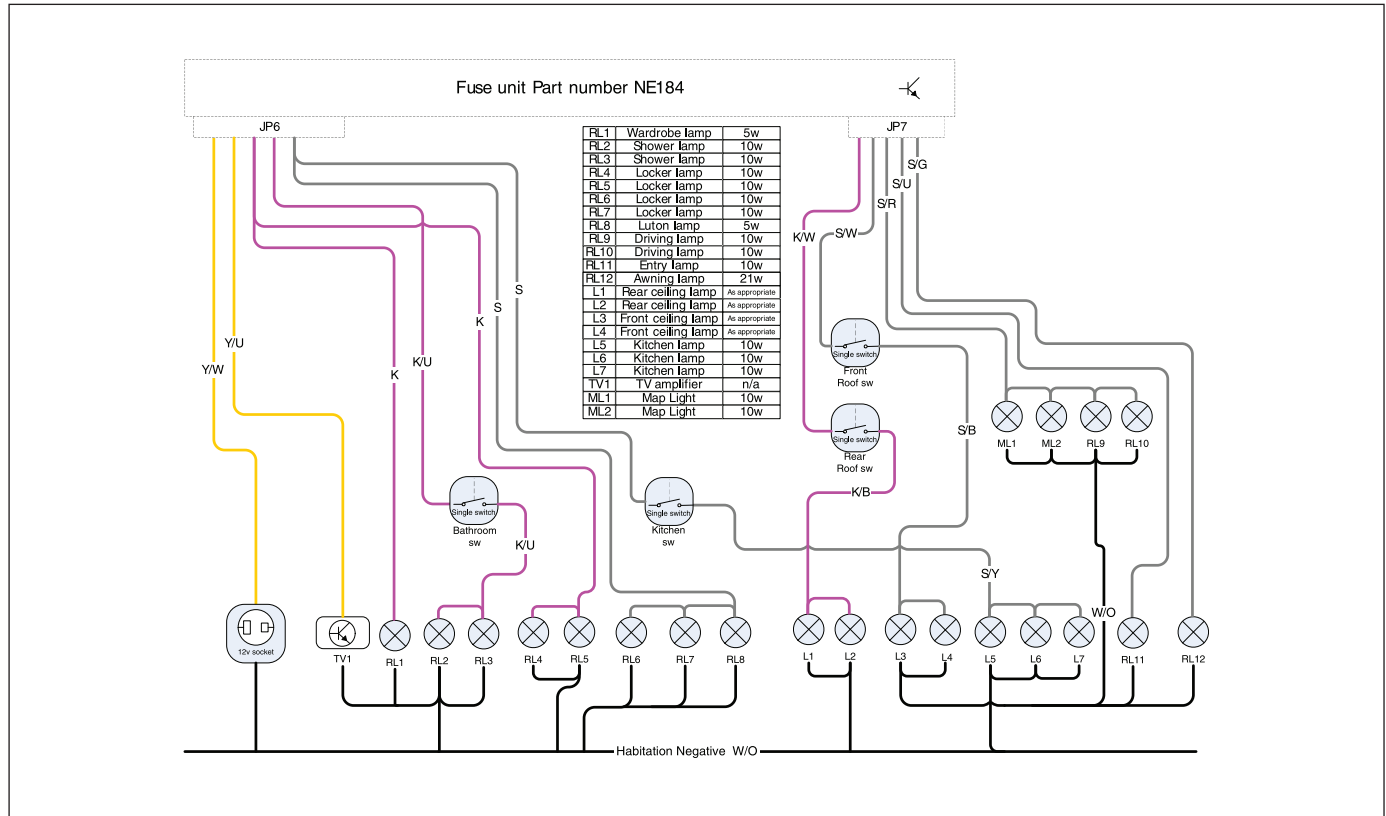 Fuse unit Part number NE184
JP6
JP7
RL1 Wardrobe lamp 5w
RL2 Shower lamp 10w
RL3 Shower lamp 10w
RL4 Locker lamp 10w
RL5 Locker lamp 10w
RL6 Locker lamp 10w
RL7 Locker lamp 10w
RL8 Luton lamp 5w
RL9 Driving lamp 10w
RL10 Driving lamp 10w
RL11 Entry lamp 10w
RL12 Awning lamp 21w
L1 Rear ceiling lamp As appropriate
L2 Rear ceiling lamp As appropriate
L3 Front ceiling lamp As appropriate
L4 Front ceiling lamp As appropriate
L5 Kitchen lamp 10w
L6 Kitchen lamp 10w
L7 Kitchen lamp 10w
TV1 TV amplifier n/a
ML1 Map Light 10w
ML2 Map Light 10w
S/G
S/U
S/R
K/W
S/W
S
S
K
Y/U
Y/W
K/U
K
Single switch
Front
Roof sw
Single switch
Rear
Roof sw
S/B
ML1 ML2 RL9 RL10
K/B
Single switch
Bathroom
sw
Single switch
Kitchen
sw
K/U
S/Y
W/O
12v socket
TV1
RL1 RL2 RL3 RL4 RL5 RL6 RL7 RL8 L1 L2 L3 L4 L5 L6 L7 RL11 RL12
Habitation Negative W/O